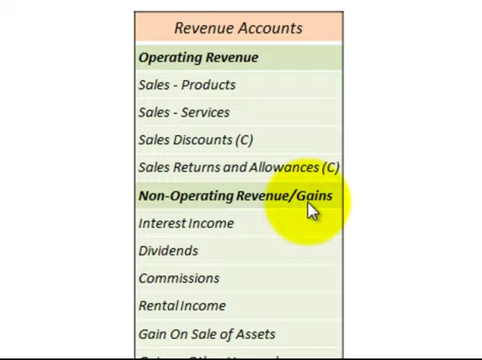 Revenue Accounts
Operating Revenue
Sales - Products
Sales - Services
Sales Discounts (C)
Sales Returns and Allowances (C)
Non-Operating Revenue/Gains
Interest Income
Dividends
Commissions
Rental Income
Gain On Sale of Assets